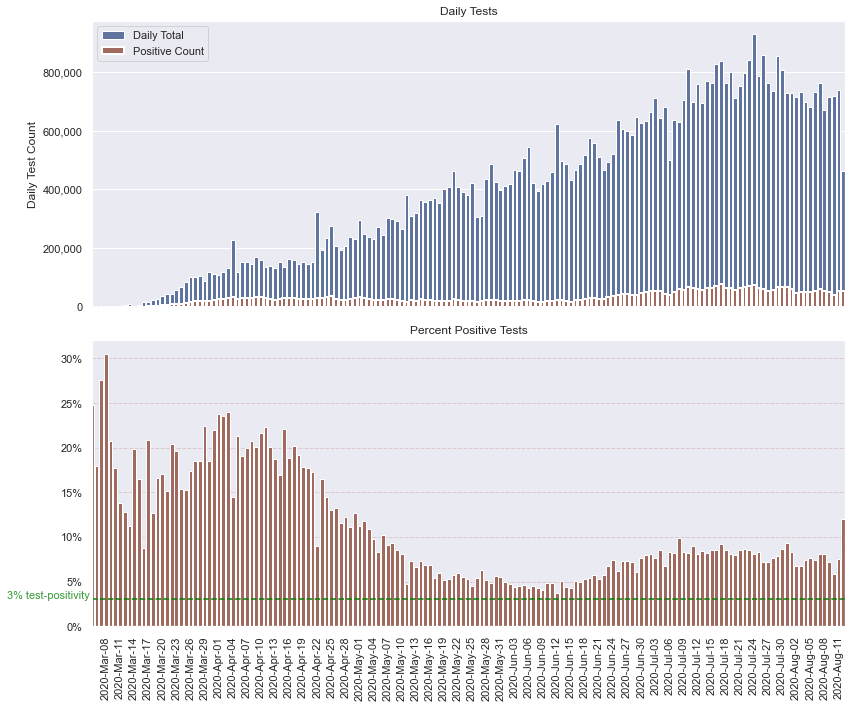 Daily Tests
Daily Total
Positive Count
Daily Test Count
800,000
600,000
400,000
200,000
0
Percent Positive Tests
30%
25%
20%
15%
10%
5%
3% test-positivity
0%
2020-Mar-08
2020-Mar-11
2020-Mar-14
2020-Mar-17
2020-Mar-20
2020-Mar-23
2020-Mar-26
2020-Mar-29
2020-Apr-01
2020-Apr-04
2020-Apr-07
2020-Apr-10
2020-Apr-13
2020-Apr-16
2020-Apr-19
2020-Apr-22
2020-Apr-25
2020-Apr-28
2020-May-01
2020-May-04
2020-May-07
2020-May-10
2020-May-13
2020-May-16
2020-May-19
2020-May-22
2020-May-25
2020-May-28
2020-May-31
2020-Jun-03
2020-Jun-06
2020-Jun-09
2020-Jun-12
2020-Jun-15
2020-Jun-18
2020-Jun-21
2020-Jun-24
2020-Jun-27
2020-Jun-30
2020-Jul-03
2020-Jul-06
2020-Jul-09
2020-Jul-12
2020-Jul-15
2020-Jul-18
2020-Jul-21
2020-Jul-24
2020-Jul-27
2020-Jul-30
2020-Aug-02
2020-Aug-05
2020-Aug-08
2020-Aug-11